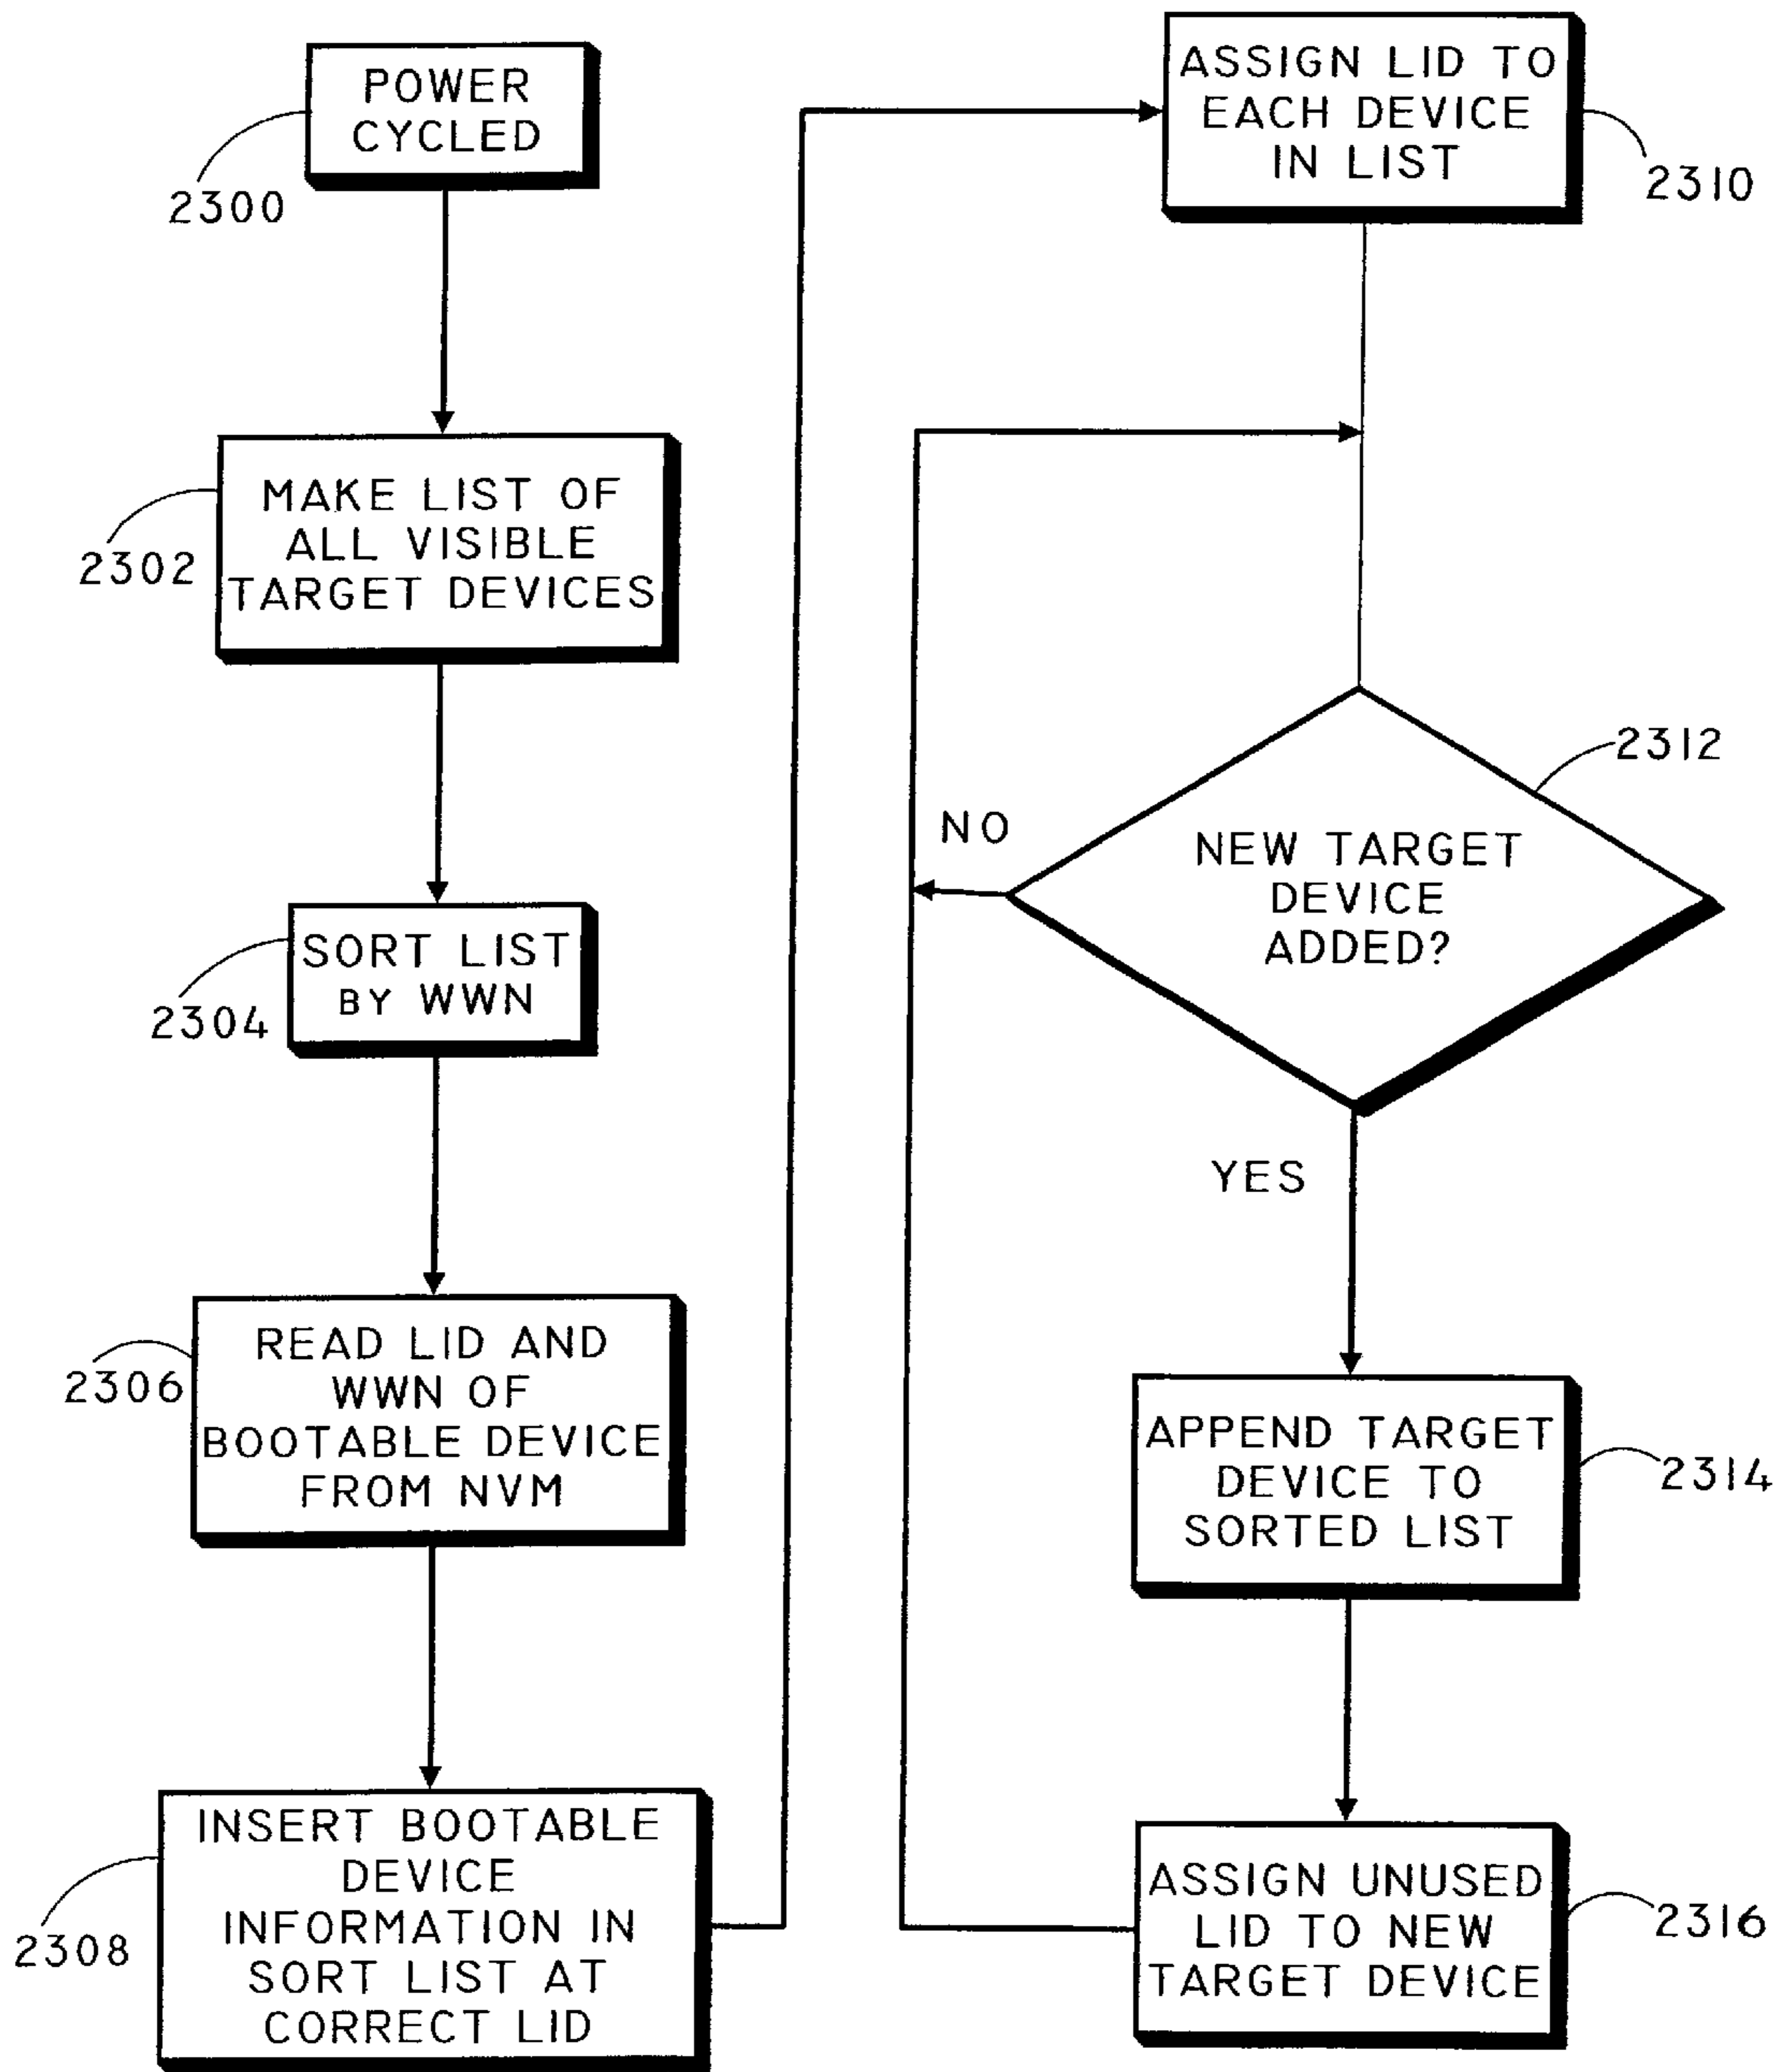 POWER
CYCLED
2300
MAKE LIST OF
ALL VISIBLE
TARGET DEVICES
2302
SORT LIST
BY WWN
2304
READ LID AND
WWN OF
BOOTABLE DEVICE
FROM NVM
2306
INSERT BOOTABLE
DEVICE
INFORMATION IN
SORT LIST AT
CORRECT LID
2308
ASSIGN LID TO
EACH DEVICE
IN LIST
2310
NEW TARGET
DEVICE
ADDED?
2312
NO
YES
APPEND TARGET
DEVICE TO
SORTED LIST
2314
ASSIGN UNUSED
LID TO NEW
TARGET DEVICE
2316